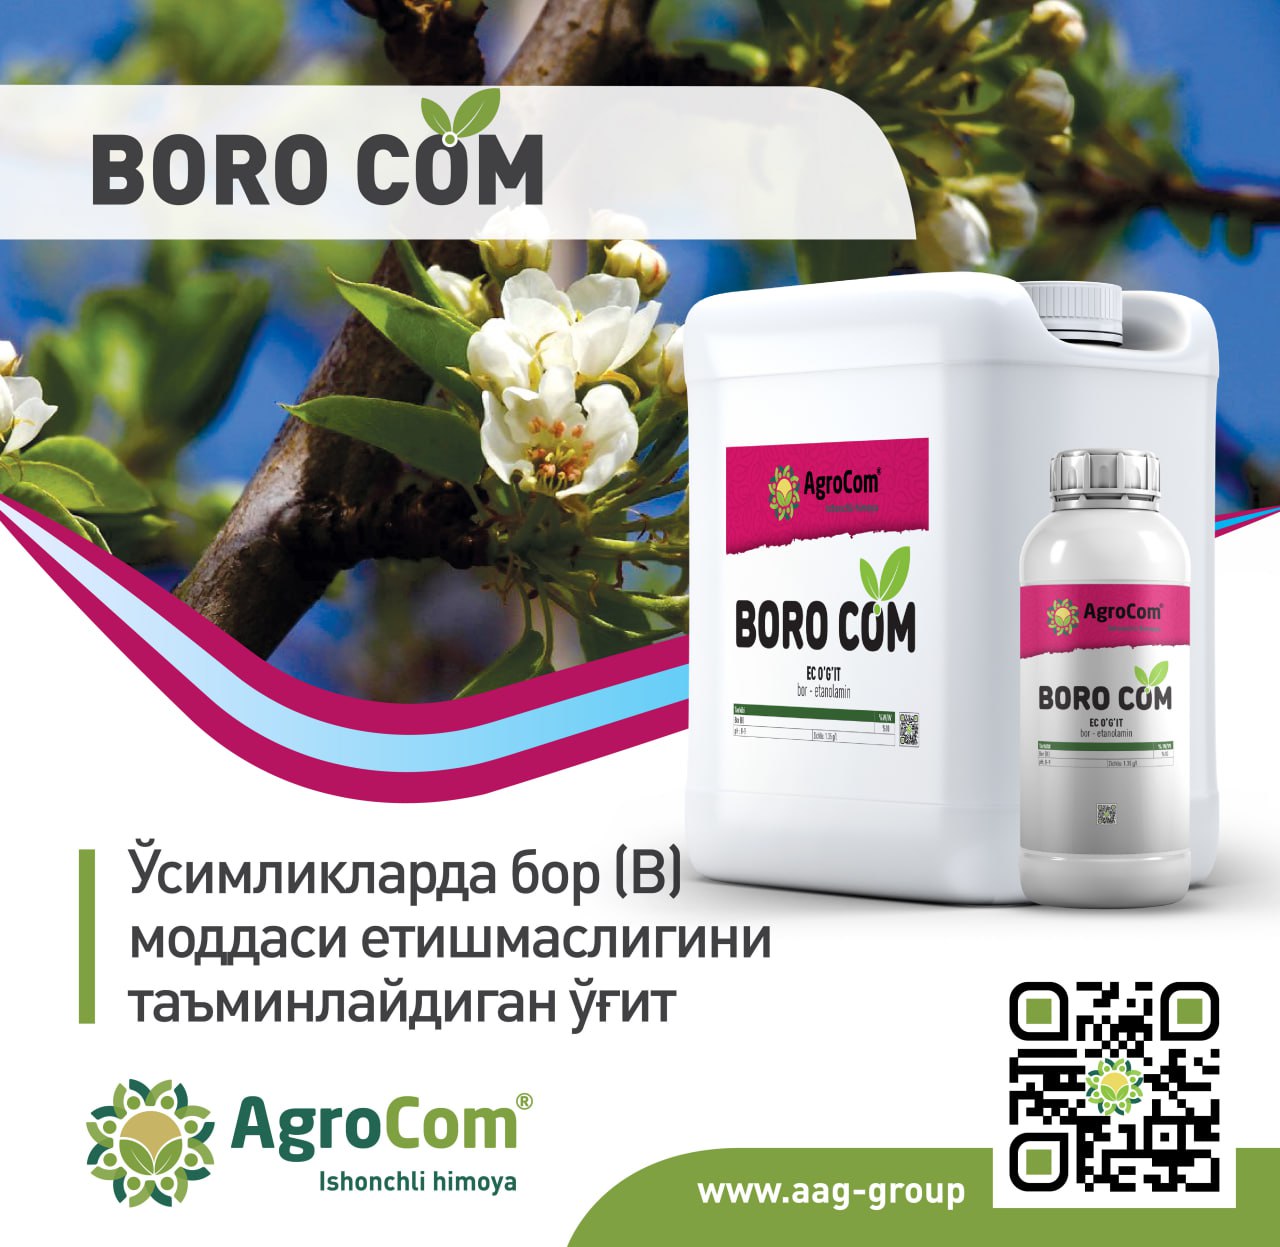 BORO COM
AgroCom®
BORO COM
EC O'G'IT
bor - etanolamin
AgroCom®
BORO COM
EC O'G'IT
bor - etanolamin
Ўсимликларда бор (B)
моддаси етишмаслигини
таъминлайдиган ўғит
AgroCom®
Ishonchli himoya
www.aag-group